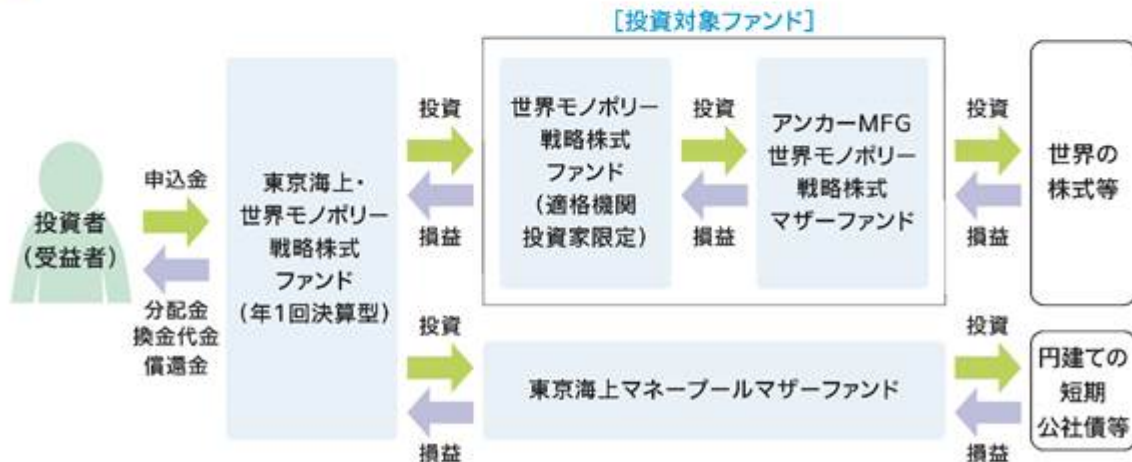 [投資対象ファンド]
投資者
(受益者)
申込金
分配金
換金代金
償還金
東京海上・
世界モノポリー
戦略株式
ファンド
(年1回決算型)
投資
損益
世界モノポリー
戦略株式
ファンド
(適格機関
投資家限定)
投資
損益
アンカーMFG
世界モノポリー
戦略株式
マザーファンド
投資
損益
世界の
株式等
投資
損益
東京海上マネープールマザーファンド
投資
損益
円建ての
短期
公社債等